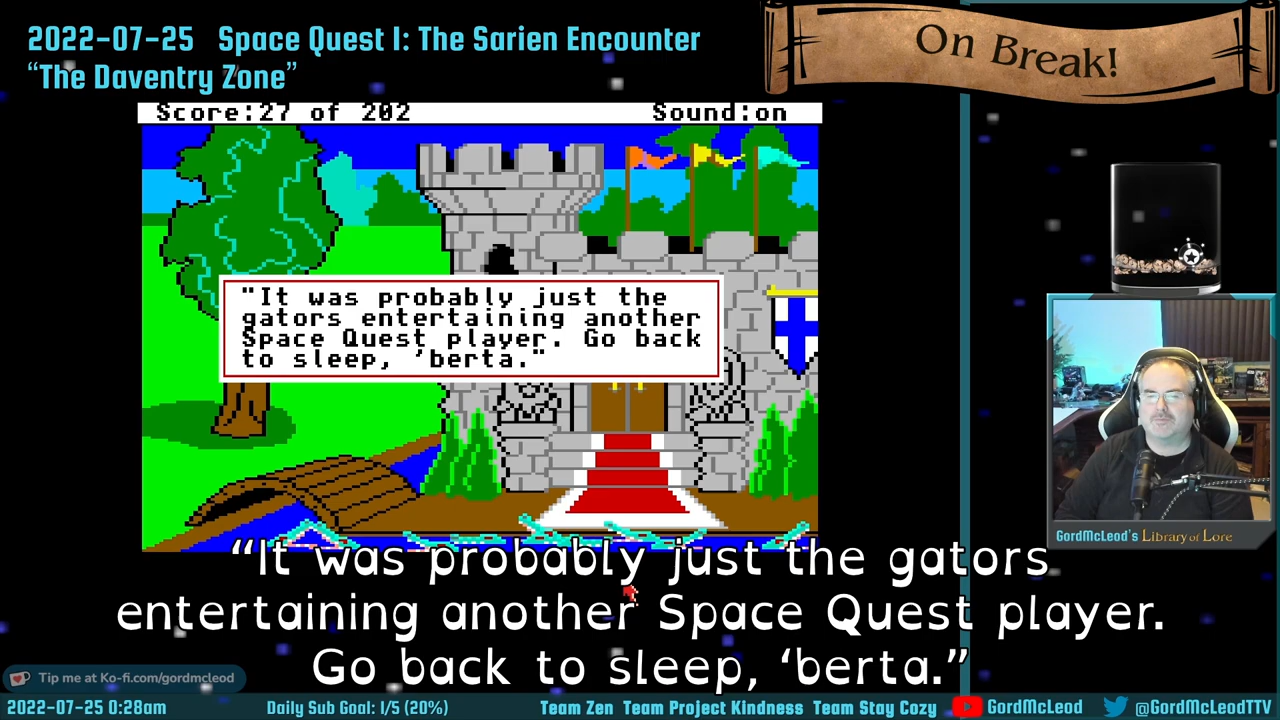 2022-07-25 Space Quest I: The Sarien Encounter
“The Daventry Zone”
On Break!
Score:27 of 202 Sound:on
"It was probably just the
gators entertaining another
Space Quest player. Go back
to sleep, 'berta."
GordMcLeod's Library of Lore
“It was probably just the gators
entertaining another Space Quest player.
Go back to sleep, ‘berta.”
Tip me at Ko-fi.com/gordmcleod
2022-07-25 0:28am Daily Sub Goal: 1/5 (20%) Team Zen Team Project Kindness Team Stay Cozy GordMcLeod @GordMcLeodTTV